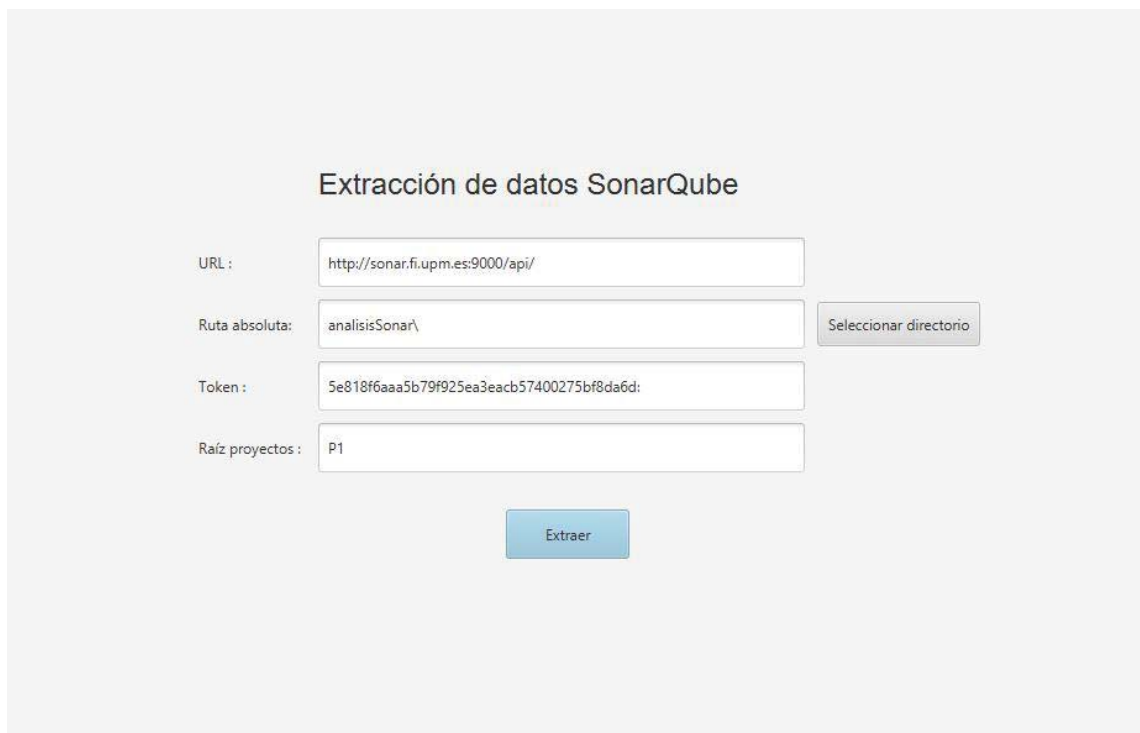 Extracción de datos SonarQube
URL :
http://sonar.fi.upm.es:9000/api/
Ruta absoluta:
analisisSonar\
Seleccionar directorio
Token :
5e818f6aaa5b79f925ea3eacb57400275bf8da6d:
Raíz proyectos :
P1
Extraer